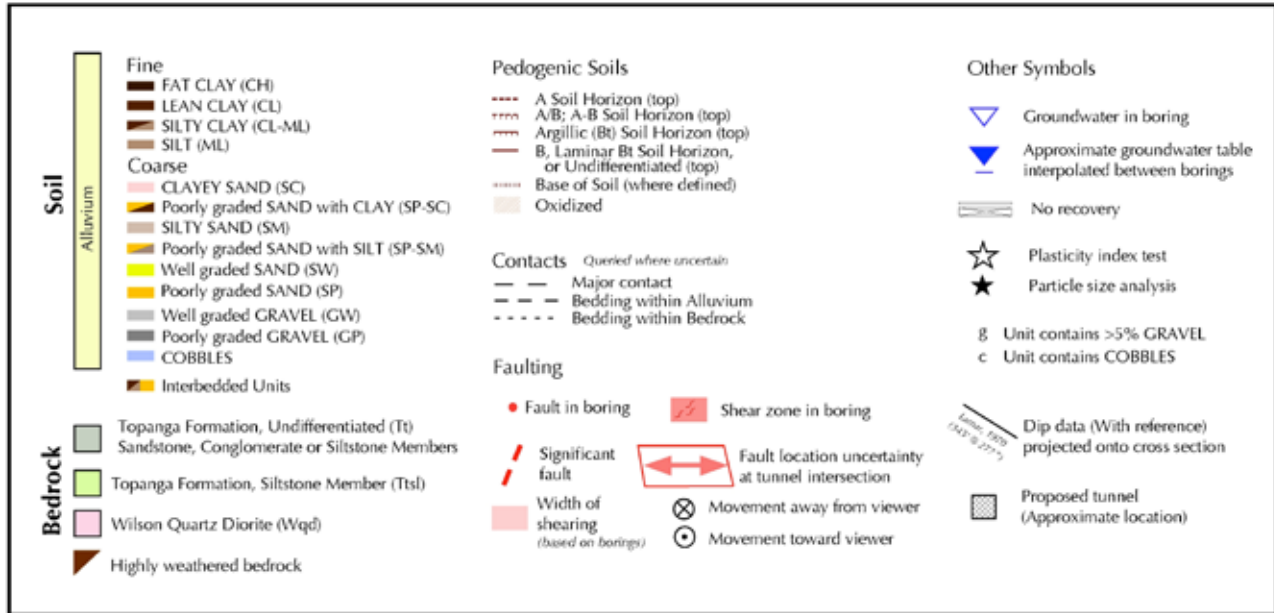 Soil
Alluvium
Fine
FAT CLAY (CH)
LEAN CLAY (CL)
SILTY CLAY (CL-ML)
SILT (ML)
Coarse
CLAYEY SAND (SC)
Poorly graded SAND with CLAY (SP-SC)
SILTY SAND (SM)
Poorly graded SAND with SILT (SP-SM)
Well graded SAND (SW)
Poorly graded SAND (SP)
Well graded GRAVEL (GW)
Poorly graded GRAVEL (GP)
COBBLES
Interbedded Units
Bedrock
Topanga Formation, Undifferentiated (Tt)
Sandstone, Conglomerate or Siltstone Members
Topanga Formation, Siltstone Member (Ttsl)
Wilson Quartz Diorite (Wqd)
Highly weathered bedrock
Pedogenic Soils
A Soil Horizon (top)
A/B; A-B Soil Horizon (top)
Argillic (Bt) Soil Horizon (top)
B, Laminar Bt Soil Horizon,
or Undifferentiated (top)
Base of Soil (where defined)
Oxidized
Contacts Queried where uncertain
Major contact
Bedding within Alluvium
Bedding within Bedrock
Faulting
Fault in boring
Shear zone in boring
Significant
fault
Fault location uncertainty
at tunnel intersection
Width of
shearing
(based on borings)
Movement away from viewer
Movement toward viewer
Other Symbols
Groundwater in boring
Approximate groundwater table
interpolated between borings
No recovery
Plasticity index test
Particle size analysis
g Unit contains >5% GRAVEL
c Unit contains COBBLES
Lamar, 1970
Dip data (With reference)
projected onto cross section
Proposed tunnel
(Approximate location)